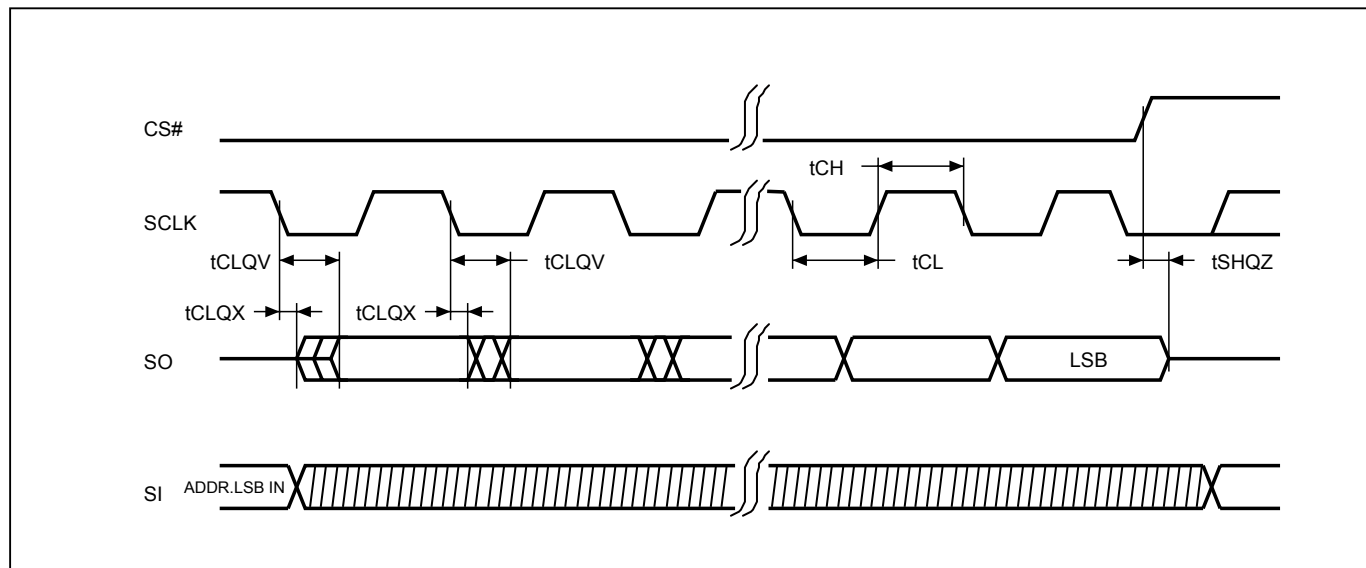 CS#
tCH
SCLK
tCLQV
tCLQV
tCL
tSHQZ
tCLQX
tCLQX
SO
LSB
SI
ADDR.LSB IN